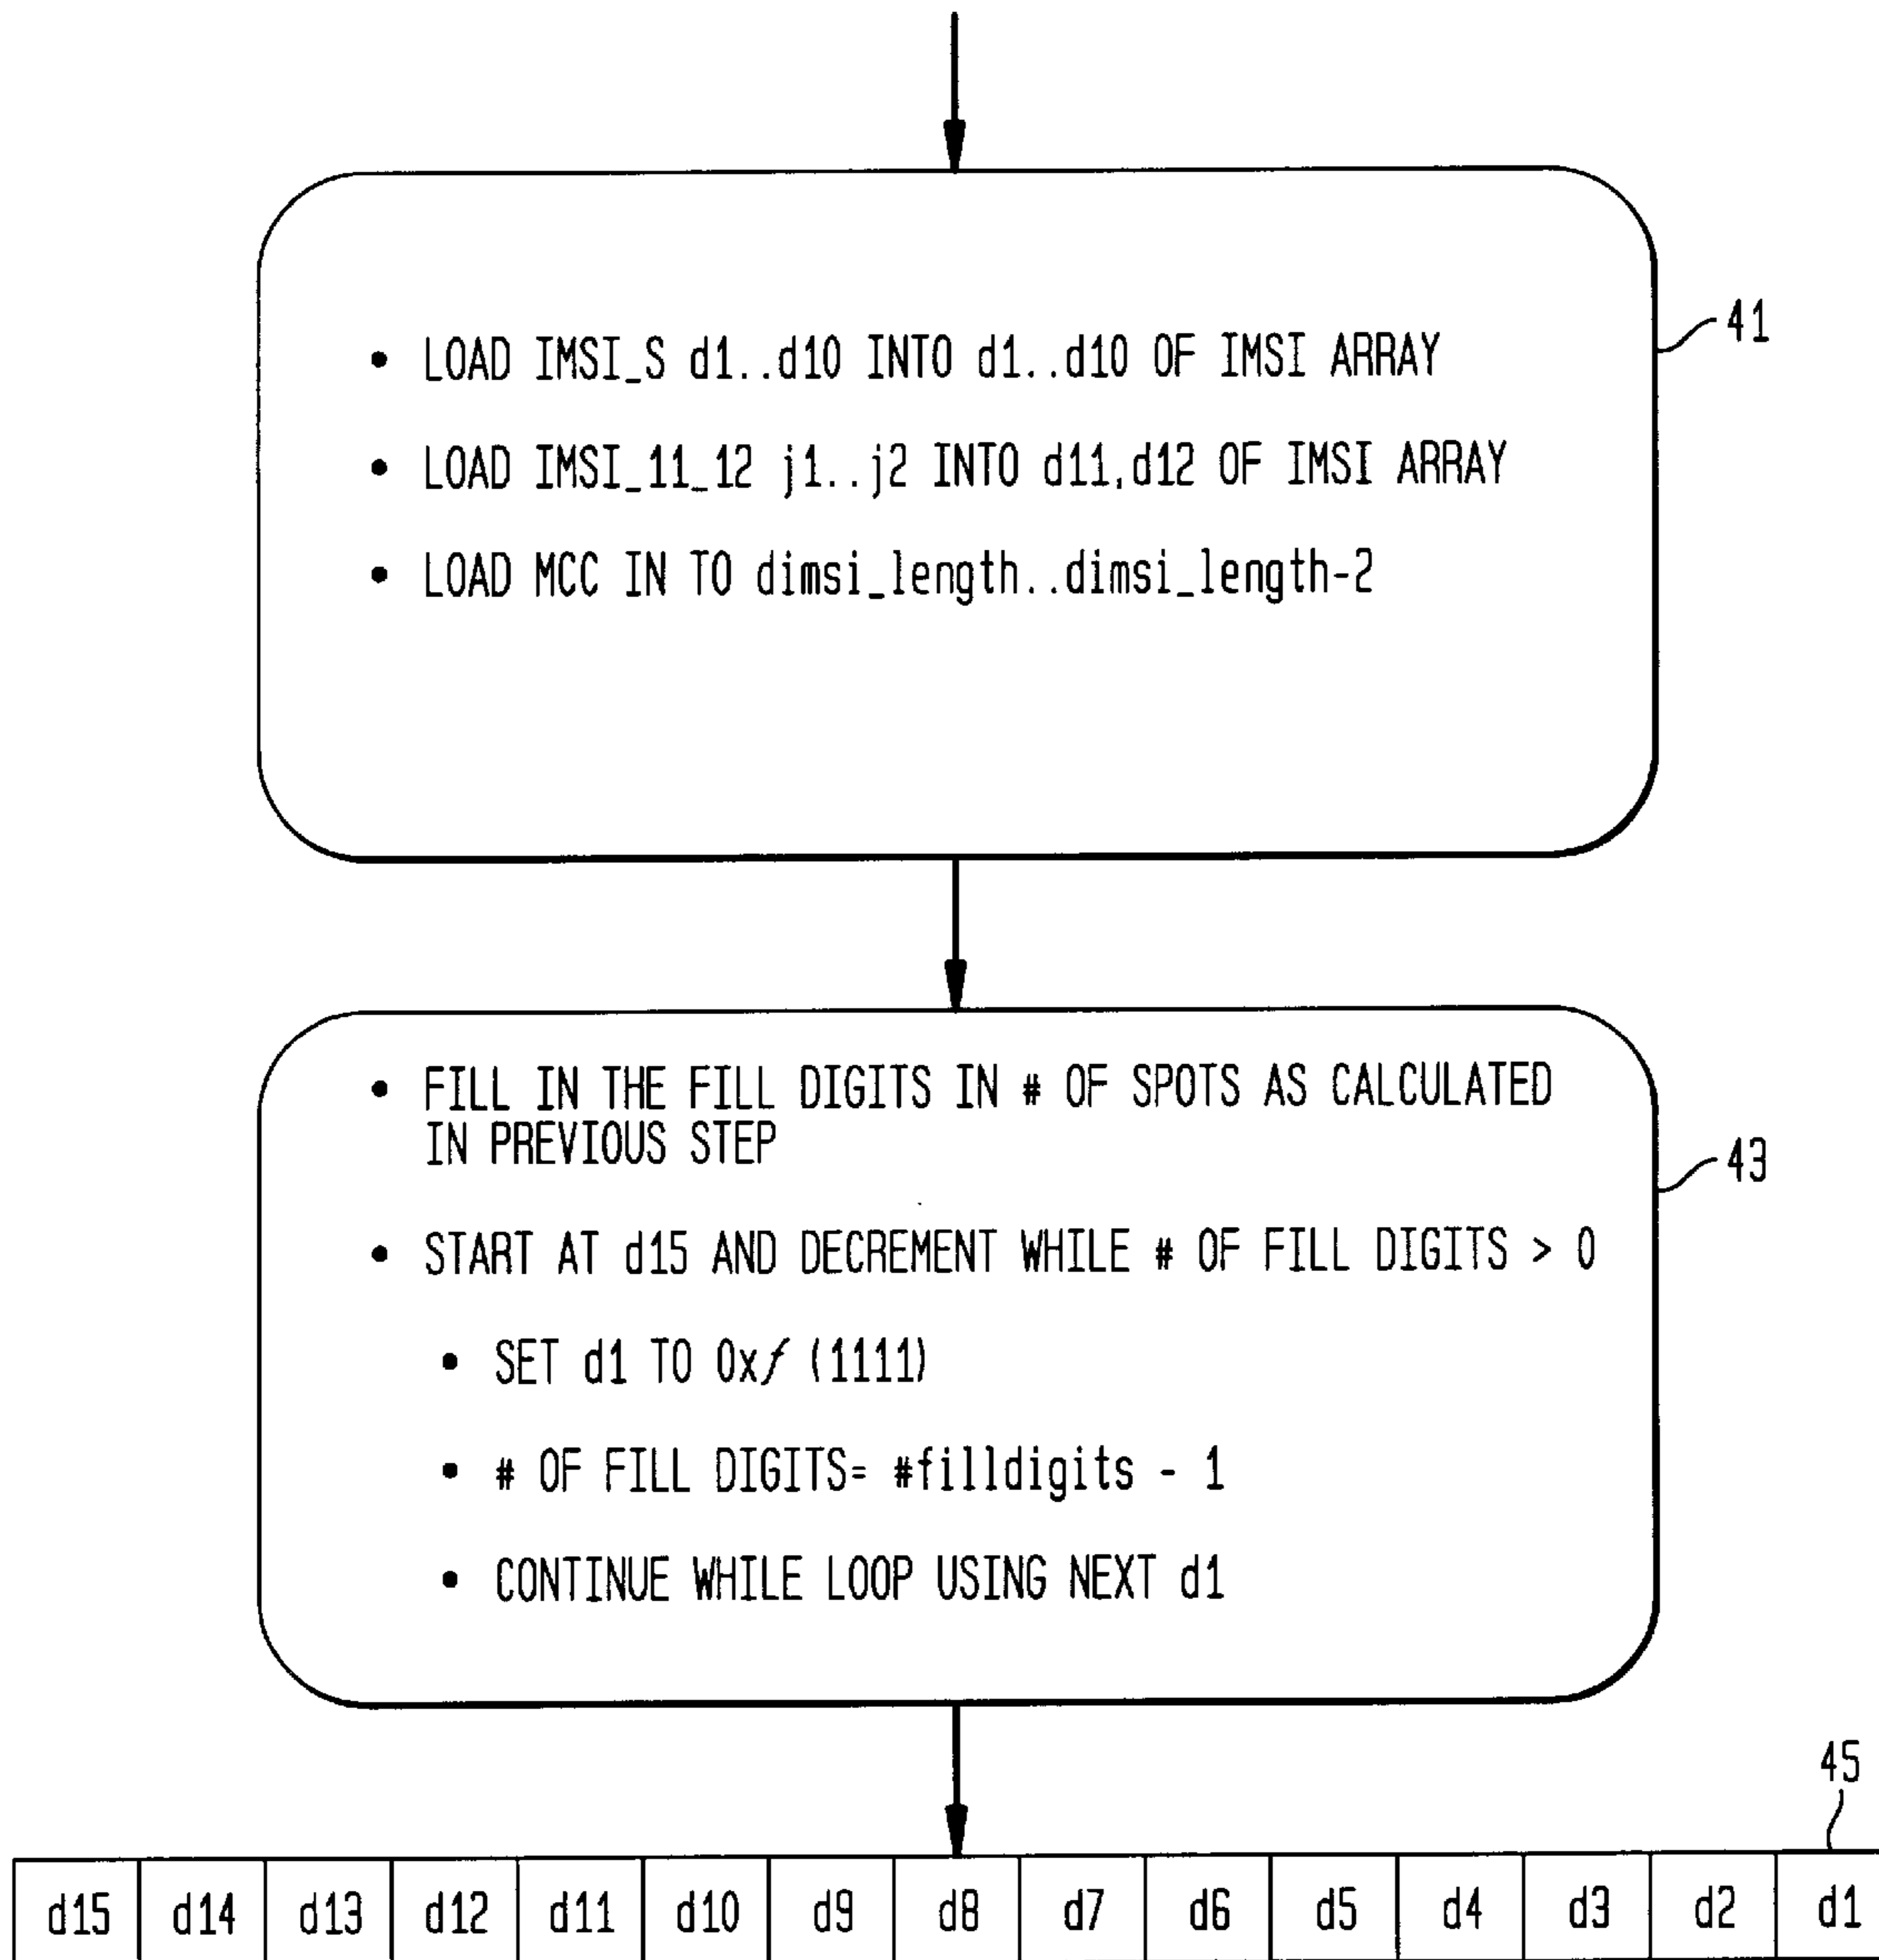 • LOAD IMSI_S d1..d10 INTO d1..d10 OF IMSI ARRAY
41
• LOAD IMSI_11_12 j1..j2 INTO d11,d12 OF IMSI ARRAY
• LOAD MCC IN TO dimsi_length..dimsi_length-2
• FILL IN THE FILL DIGITS IN # OF SPOTS AS CALCULATED
IN PREVIOUS STEP
43
• START AT d15 AND DECREMENT WHILE # OF FILL DIGITS > 0
• SET d1 TO 0xf (1111)
• # OF FILL DIGITS= #filldigits - 1
• CONTINUE WHILE LOOP USING NEXT d1
45
d15 d14 d13 d12 d11 d10 d9 d8 d7 d6 d5 d4 d3 d2 d1